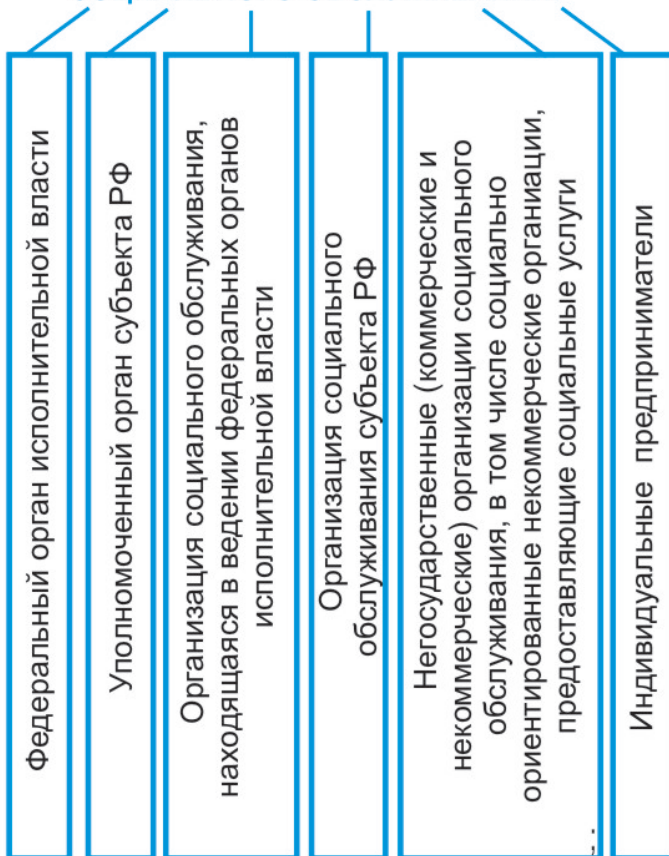 Федеральный орган исполнительной власти
Уполномоченный орган субъекта РФ
Организация социального обслуживания,
находящаяся в ведении федеральных органов
исполнительной власти
Организация социального
обслуживания субъекта РФ
Негосударственные (коммерческие и
некоммерческие) организации социального
обслуживания, в том числе социально
ориентированные некоммерческие органиации,
предоставляющие социальные услуги
Индивидуальные предприниматели